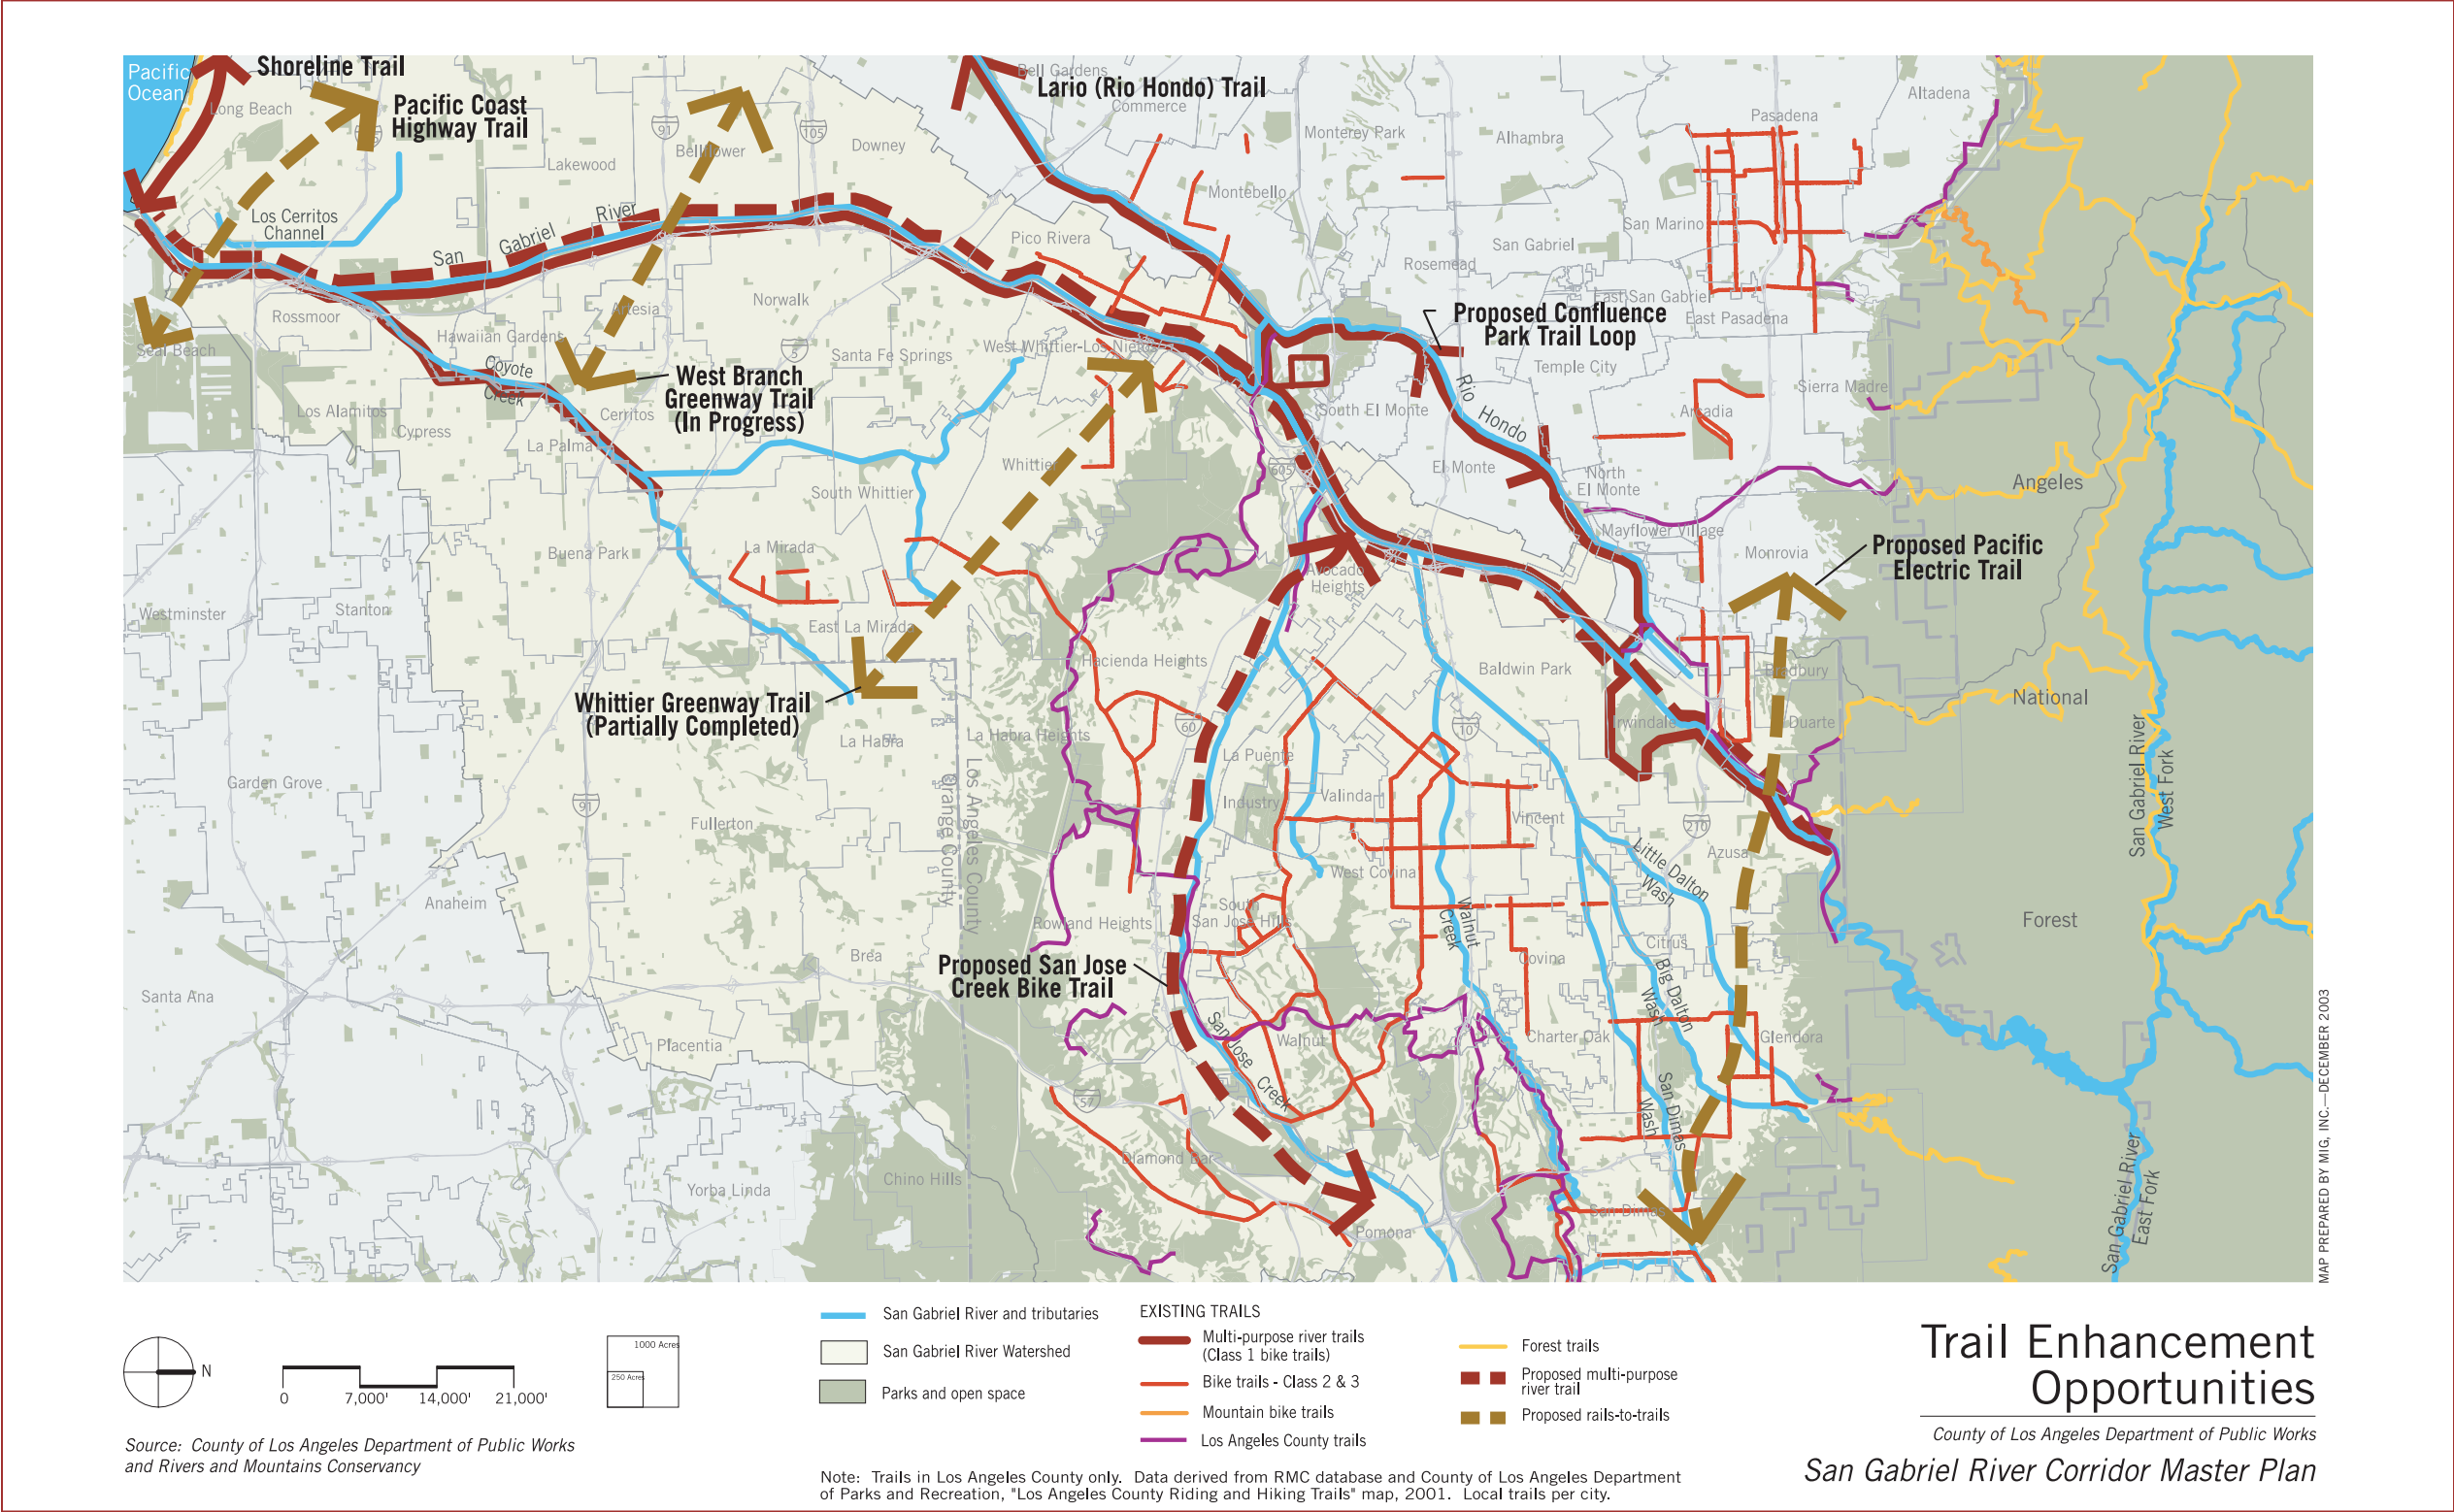 Pacific
Ocean
Shoreline Trail
Long Beach
Pacific Coast
Highway Trail
Lakewood
91
Bellflower
105
Downey
Bell Gardens
Commerce
Lario (Rio Hondo) Trail
Montebello
Monterey Park
Alhambra
Pasadena
Altadena
Los Cerritos
Channel
San Gabriel River
Pico Rivera
San Marino
San Gabriel
Rosemead
East San Gabriel
East Pasadena
Rossmoor
Hawaiian Gardens
Artesia
Norwalk
5
Santa Fe Springs
West Whittier-Los Nietos
Proposed Confluence
Park Trail Loop
Temple City
Sierra Madre
Seal Beach
Coyote
Creek
West Branch
Greenway Trail
(In Progress)
Los Alamitos
Cypress
Cerritos
La Palma
Whittier
South Whittier
605
South El Monte
Rio Hondo
Arcadia
El Monte
North
El Monte
Angeles
Mayflower Village
Monrovia
Proposed Pacific
Electric Trail
Buena Park
La Mirada
Avocado
Heights
Westminster
Stanton
East La Mirada
Hacienda Heights
Baldwin Park
Bradbury
National
Whittier Greenway Trail
(Partially Completed)
La Habra
La Habra Heights
60
10
Irwindale
Duarte
La Puente
Garden Grove
91
Fullerton
Orange County
Los Angeles County
Industry
Valinda
Vincent
210
Azusa
San Gabriel River
West Fork
Little Dalton
Wash
West Covina
Anaheim
Rowland Heights
South
San Jose Hills
Walnut
Creek
Forest
Brea
Citrus
Covina
Proposed San Jose
Creek Bike Trail
Big Dalton
Wash
Santa Ana
Placentia
San Jose Creek
Walnut
Charter Oak
Glendora
57
San Dimas
Wash
Diamond Bar
Chino Hills
Yorba Linda
San Dimas
Pomona
San Gabriel River
East Fork
MAP PREPARED BY MIG, INC.—DECEMBER 2003
N
0
7,000'
14,000'
21,000'
1000 Acres
250 Acres
San Gabriel River and tributaries
San Gabriel River Watershed
Parks and open space
EXISTING TRAILS
Multi-purpose river trails
(Class 1 bike trails)
Bike trails - Class 2 & 3
Mountain bike trails
Los Angeles County trails
Forest trails
Proposed multi-purpose
river trail
Proposed rails-to-trails
Trail Enhancement
Opportunities
County of Los Angeles Department of Public Works
San Gabriel River Corridor Master Plan
Source: County of Los Angeles Department of Public Works
and Rivers and Mountains Conservancy
Note: Trails in Los Angeles County only. Data derived from RMC database and County of Los Angeles Department
of Parks and Recreation, "Los Angeles County Riding and Hiking Trails" map, 2001. Local trails per city.